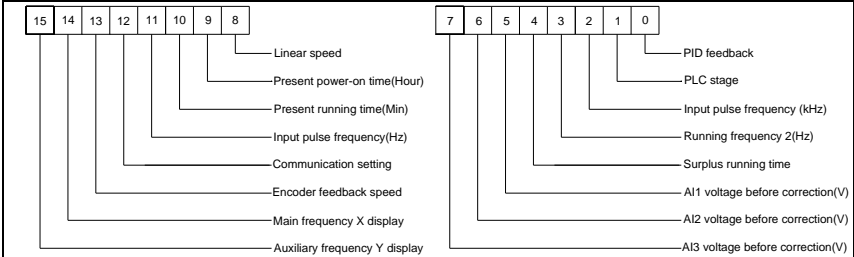 15 14 13 12 11 10 9 8 7 6 5 4 3 2 1 0
Linear speed
Present power-on time(Hour)
Present running time(Min)
Input pulse frequency(Hz)
Communication setting
Encoder feedback speed
Main frequency X display
Auxiliary frequency Y display
PID feedback
PLC stage
Input pulse frequency (kHz)
Running frequency 2(Hz)
Surplus running time
AI1 voltage before correction(V)
AI2 voltage before correction(V)
AI3 voltage before correction(V)